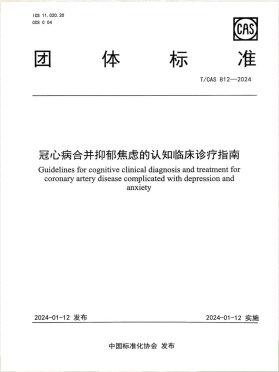 ICS 11.020.20
CCS C 04
CAS
团体标准
T/CAS 812—2024
冠心病合并抑郁焦虑的认知临床诊疗指南
Guidelines for cognitive clinical diagnosis and treatment for
coronary artery disease complicated with depression and
anxiety
2024-01-12 发布
2024-01-12 实施
中国标准化协会 发布